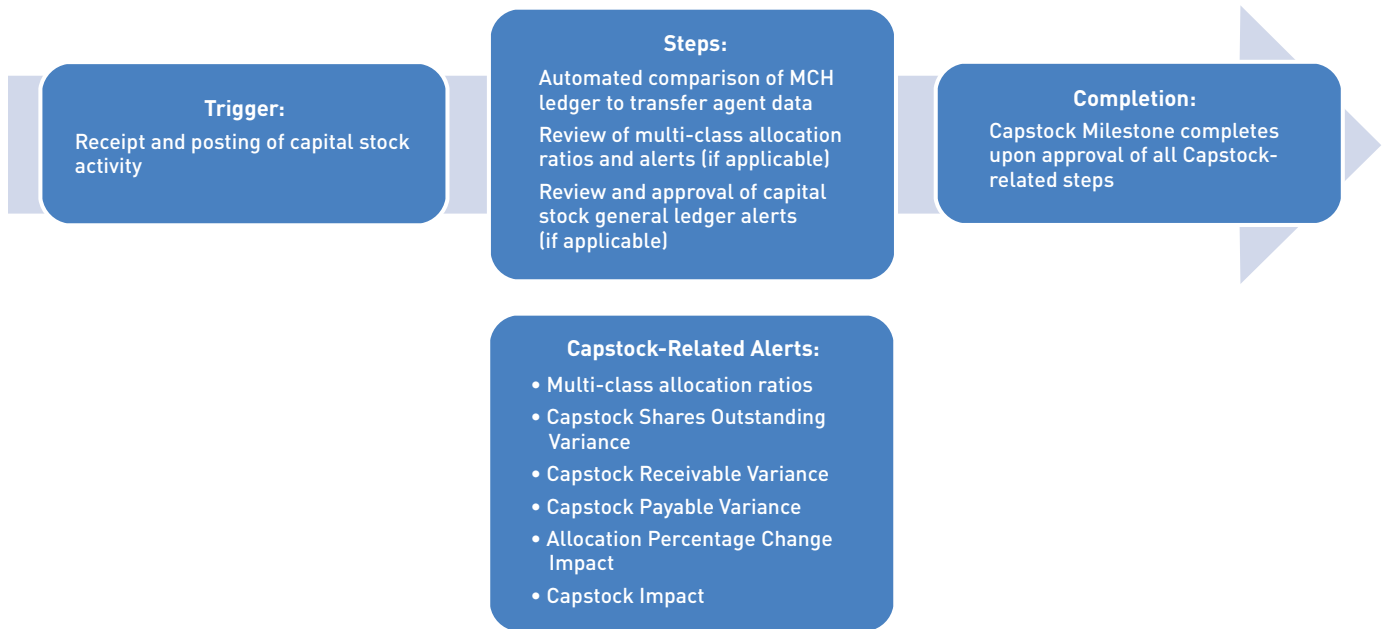 Trigger:
Receipt and posting of capital stock
activity
Steps:
Automated comparison of MCH
ledger to transfer agent data
Review of multi-class allocation
ratios and alerts (if applicable)
Review and approval of capital
stock general ledger alerts
(if applicable)
Completion:
Capstock Milestone completes
upon approval of all Capstock-
related steps
Capstock-Related Alerts:
• Multi-class allocation ratios
• Capstock Shares Outstanding
Variance
• Capstock Receivable Variance
• Capstock Payable Variance
• Allocation Percentage Change
Impact
• Capstock Impact